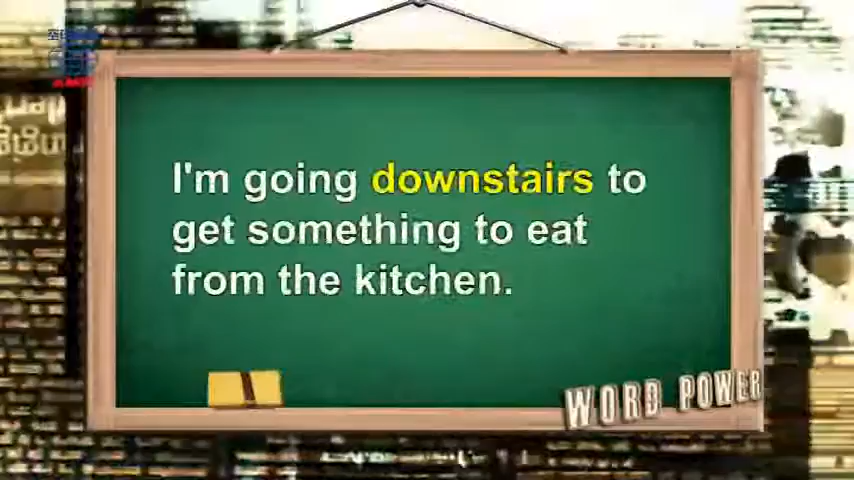 I'm going downstairs to
get something to eat
from the kitchen.
WORD POWER